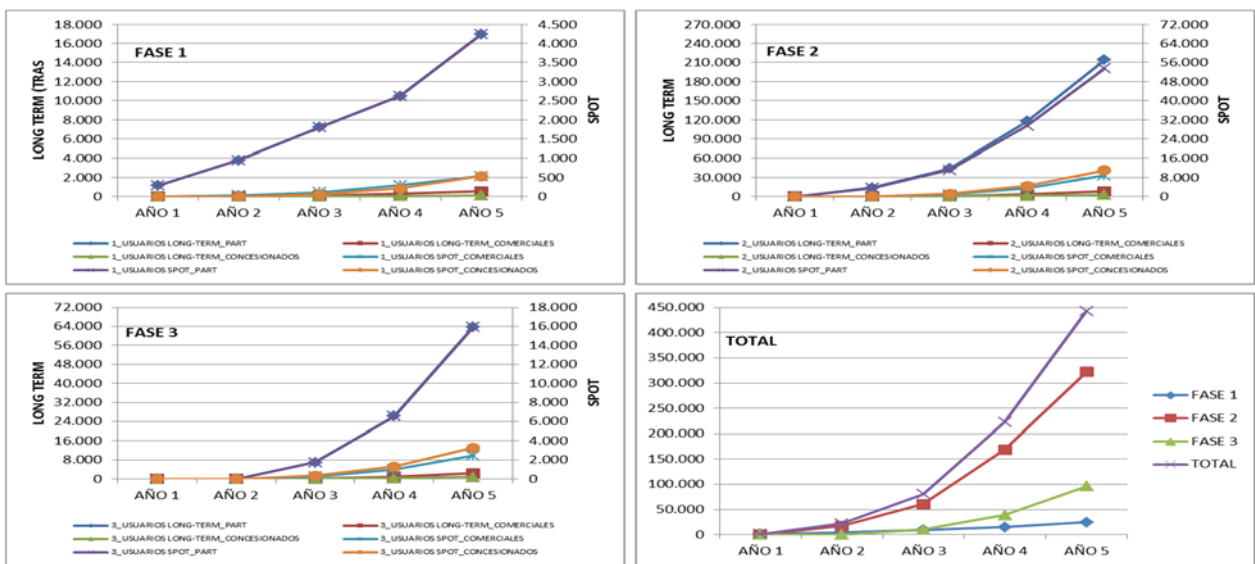 FASE 1
LONG TERM (TRAS
SPOT
18.000
16.000
14.000
12.000
10.000
8.000
6.000
4.000
2.000
0
4.500
4.000
3.500
3.000
2.500
2.000
1.500
1.000
500
0
AÑO 1 AÑO 2 AÑO 3 AÑO 4 AÑO 5
1_USUARIOS LONG-TERM_PART 1_USUARIOS LONG-TERM_COMERCIALES
1_USUARIOS LONG-TERM_CONCESIONADOS 1_USUARIOS SPOT_COMERCIALES
1_USUARIOS SPOT_PART 1_USUARIOS SPOT_CONCESIONADOS
FASE 2
LONG TERM
SPOT
270.000
240.000
210.000
180.000
150.000
120.000
90.000
60.000
30.000
0
72.000
64.000
56.000
48.000
40.000
32.000
24.000
16.000
8.000
0
AÑO 1 AÑO 2 AÑO 3 AÑO 4 AÑO 5
2_USUARIOS LONG-TERM_PART 2_USUARIOS LONG-TERM_COMERCIALES
2_USUARIOS LONG-TERM_CONCESIONADOS 2_USUARIOS SPOT_COMERCIALES
2_USUARIOS SPOT_PART 2_USUARIOS SPOT_CONCESIONADOS
FASE 3
LONG TERM
SPOT
72.000
64.000
56.000
48.000
40.000
32.000
24.000
16.000
8.000
0
18.000
16.000
14.000
12.000
10.000
8.000
6.000
4.000
2.000
0
AÑO 1 AÑO 2 AÑO 3 AÑO 4 AÑO 5
3_USUARIOS LONG-TERM_PART 3_USUARIOS LONG-TERM_COMERCIALES
3_USUARIOS LONG-TERM_CONCESIONADOS 3_USUARIOS SPOT_COMERCIALES
3_USUARIOS SPOT_PART 3_USUARIOS SPOT_CONCESIONADOS
TOTAL
450.000
400.000
350.000
300.000
250.000
200.000
150.000
100.000
50.000
0
AÑO 1 AÑO 2 AÑO 3 AÑO 4 AÑO 5
FASE 1
FASE 2
FASE 3
TOTAL